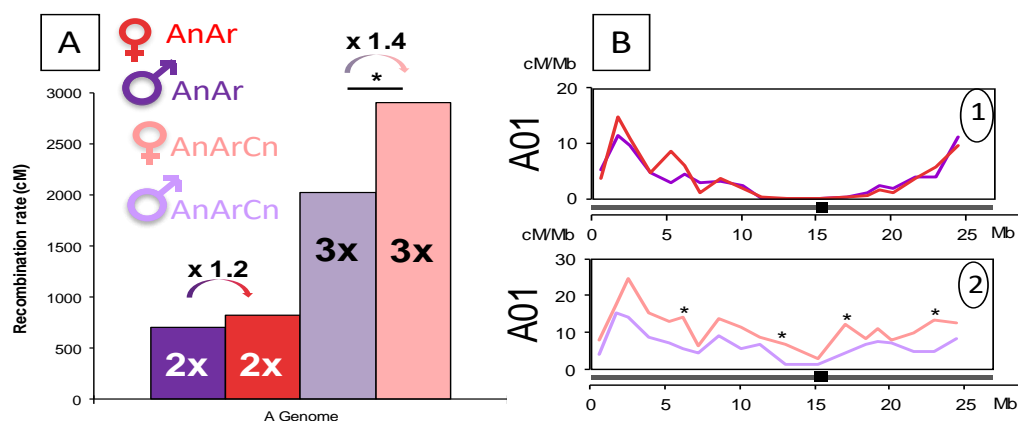 A
AnAr
AnAr
AnArCn
AnArCn
x 1.4
*
x 1.2
Recombination rate (cM)
3000
2500
2000
1500
1000
500
0
2x
2x
3x
3x
A Genome
B
cM/Mb
20
10
0
A01
1
0 5 10 15 20 25 Mb
cM/Mb
30
20
10
0
A01
2
* * * *
0 5 10 15 20 25 Mb